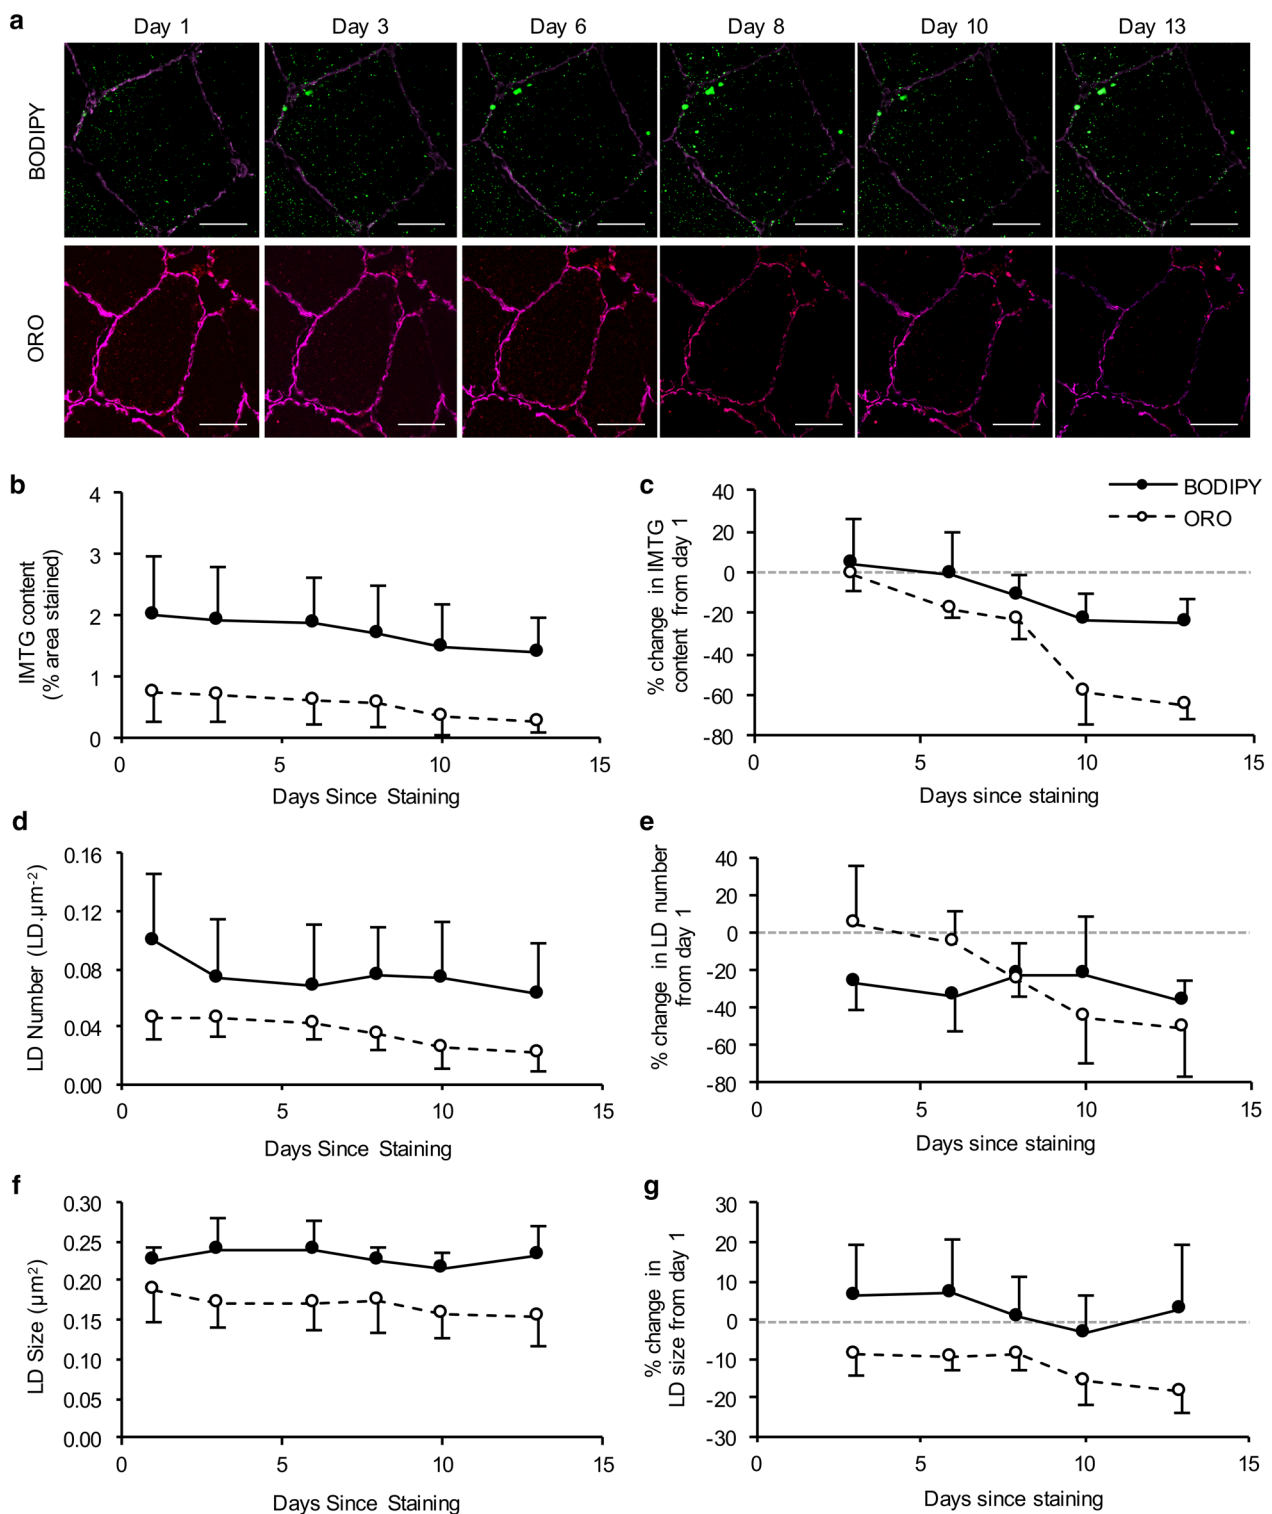 a
Day 1 Day 3 Day 6 Day 8 Day 10 Day 13
BODIPY
ORO
b
IMTG content
(% area stained)
4
3
2
1
0
0 5 10 15
Days Since Staining
c
% change in IMTG
content from day 1
40
20
0
-20
-40
-60
-80
0 5 10 15
Days since staining
BODIPY
ORO
d
LD Number (LD.µm⁻²)
0.16
0.12
0.08
0.04
0.00
0 5 10 15
Days Since Staining
e
% change in LD number
from day 1
40
20
0
-20
-40
-60
-80
0 5 10 15
Days since staining
f
LD Size (µm²)
0.30
0.25
0.20
0.15
0.10
0.05
0.00
0 5 10 15
Days Since Staining
g
% change in
LD size from day 1
30
20
10
0
-10
-20
-30
0 5 10 15
Days since staining